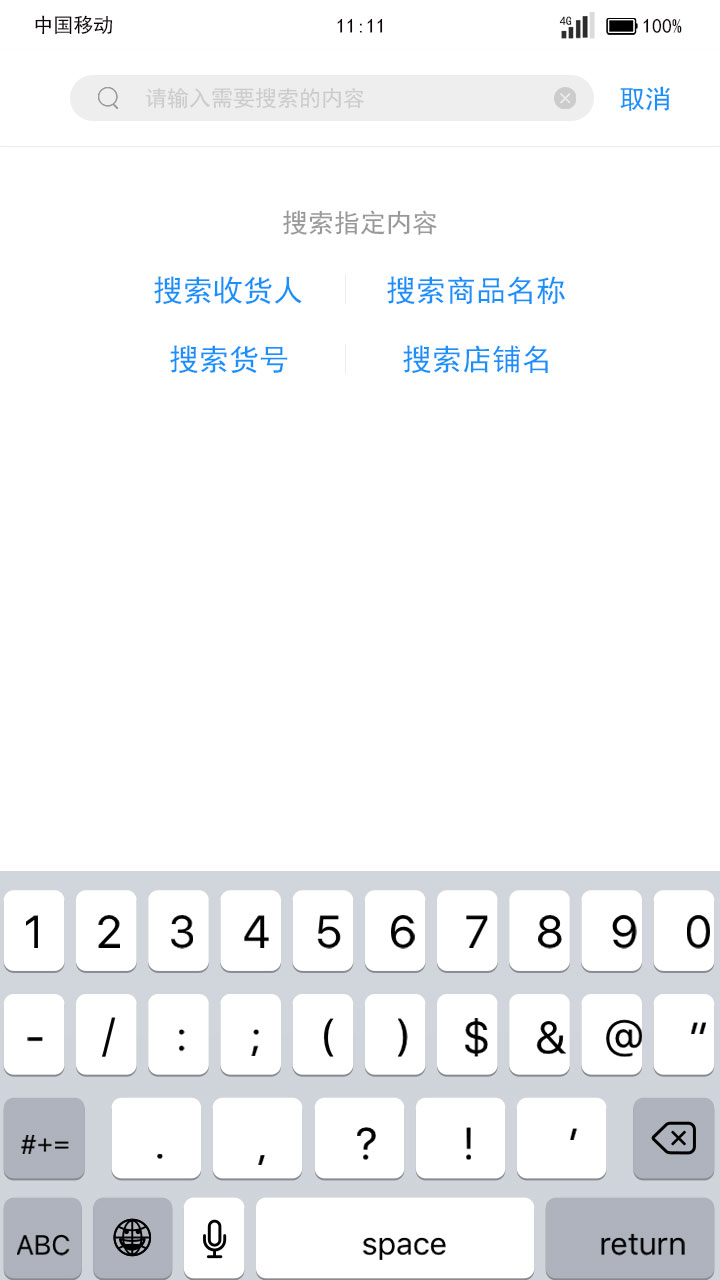 中国移动 11:11 4G 100%
请输入需要搜索的内容 取消
搜索指定内容
搜索收货人 搜索商品名称
搜索货号 搜索店铺名
1 2 3 4 5 6 7 8 9 0
- / : ; ( ) $ & @ "
#+= . , ? ! '
ABC space return